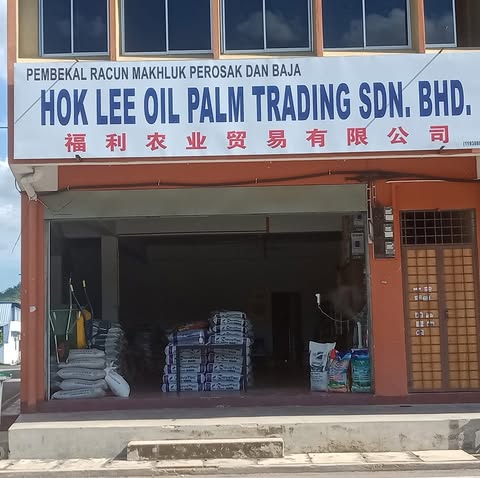 PEMBEKAL RACUN MAKHLUK PEROSAK DAN BAJA
HOK LEE OIL PALM TRADING SDN. BHD.
福利农业贸易有限公司